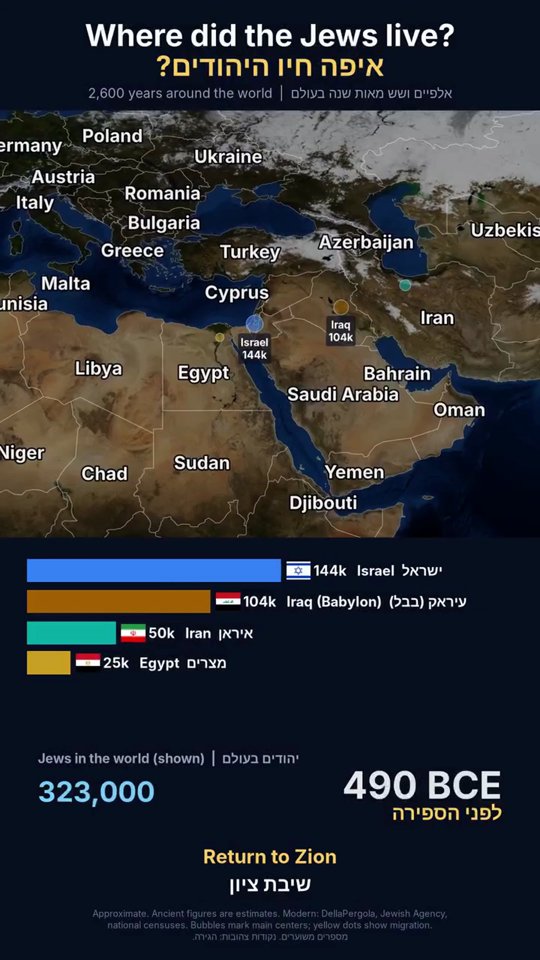 Where did the Jews live?
איפה חיו היהודים?
2,600 years around the world | אלפיים ושש מאות שנה בעולם
ermany
Poland
Ukraine
Austria
Italy
Romania
Bulgaria
Azerbaijan
Uzbekis
Greece
Turkey
Malta
Cyprus
unisia
Iraq
104k
Iran
Israel
144k
Libya
Egypt
Bahrain
Saudi Arabia
Oman
Niger
Chad
Sudan
Yemen
Djibouti
144k Israel ישראל
104k Iraq (Babylon) עיראק (בבל)
50k Iran איראן
25k Egypt מצרים
Jews in the world (shown) | יהודים בעולם
323,000
490 BCE
לפני הספירה
Return to Zion
שיבת ציון
Approximate. Ancient figures are estimates. Modern: DellaPergola, Jewish Agency,
national censuses. Bubbles mark main centers; yellow dots show migration.
מספרים משוערים. נקודות צהובות: הגירה.